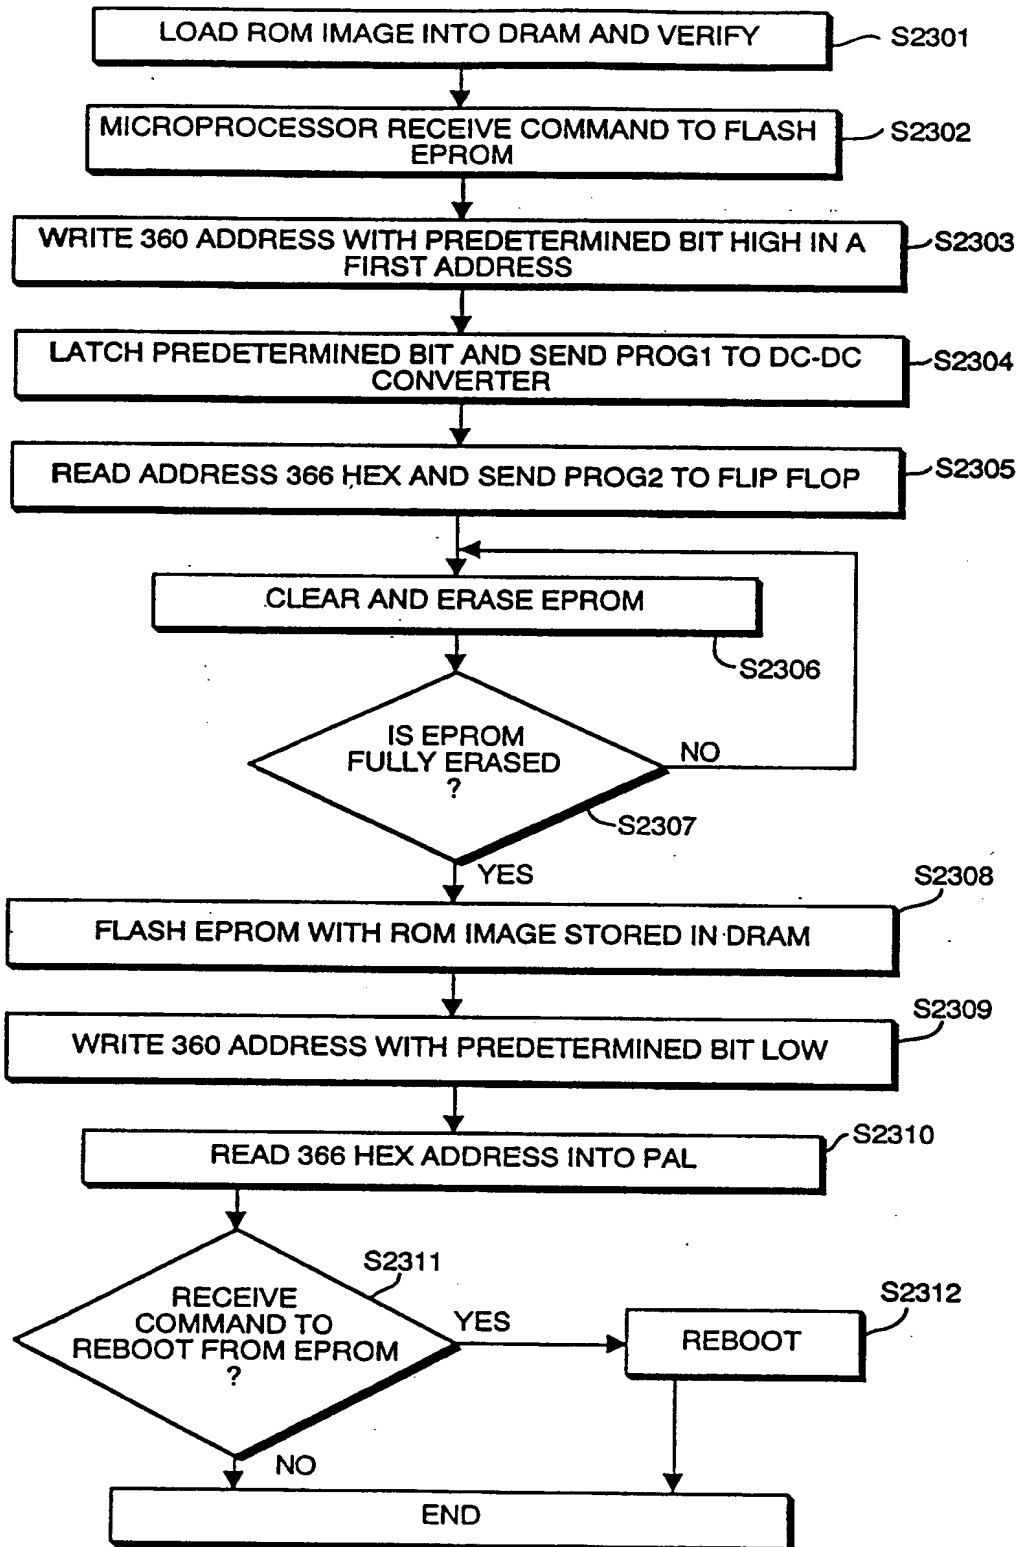 LOAD ROM IMAGE INTO DRAM AND VERIFY
S2301
MICROPROCESSOR RECEIVE COMMAND TO FLASH
EPROM
S2302
WRITE 360 ADDRESS WITH PREDETERMINED BIT HIGH IN A
FIRST ADDRESS
S2303
LATCH PREDETERMINED BIT AND SEND PROG1 TO DC-DC
CONVERTER
S2304
READ ADDRESS 366 HEX AND SEND PROG2 TO FLIP FLOP
S2305
CLEAR AND ERASE EPROM
S2306
IS EPROM
FULLY ERASED
?
NO
S2307
YES
S2308
FLASH EPROM WITH ROM IMAGE STORED IN DRAM
S2309
WRITE 360 ADDRESS WITH PREDETERMINED BIT LOW
S2310
READ 366 HEX ADDRESS INTO PAL
S2311
RECEIVE
COMMAND TO
REBOOT FROM EPROM
?
YES
S2312
REBOOT
NO
END